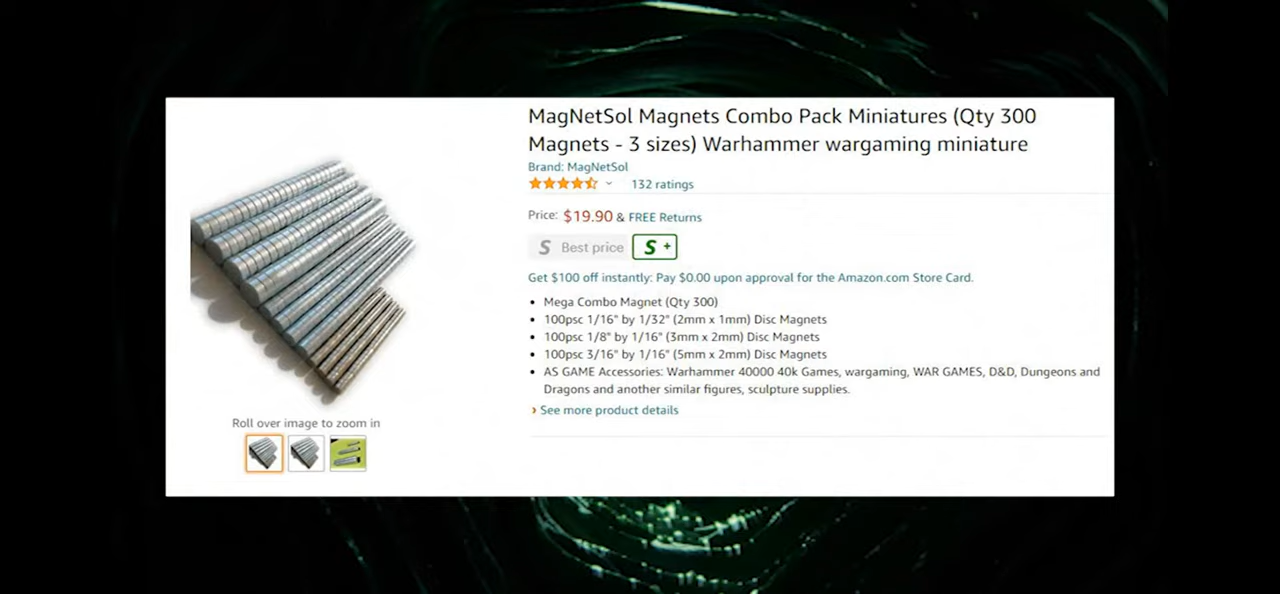 MagNetSol Magnets Combo Pack Miniatures (Qty 300
Magnets - 3 sizes) Warhammer wargaming miniature
Brand: MagNetSol
132 ratings
Price: $19.90 & FREE Returns
S Best price S +
Get $100 off instantly: Pay $0.00 upon approval for the Amazon.com Store Card.
• Mega Combo Magnet (Qty 300)
• 100psc 1/16" by 1/32" (2mm x 1mm) Disc Magnets
• 100psc 1/8" by 1/16" (3mm x 2mm) Disc Magnets
• 100psc 3/16" by 1/16" (5mm x 2mm) Disc Magnets
• AS GAME Accessories: Warhammer 40000 40k Games, wargaming, WAR GAMES, D&D, Dungeons and
Dragons and another similar figures, sculpture supplies.
› See more product details
Roll over image to zoom in